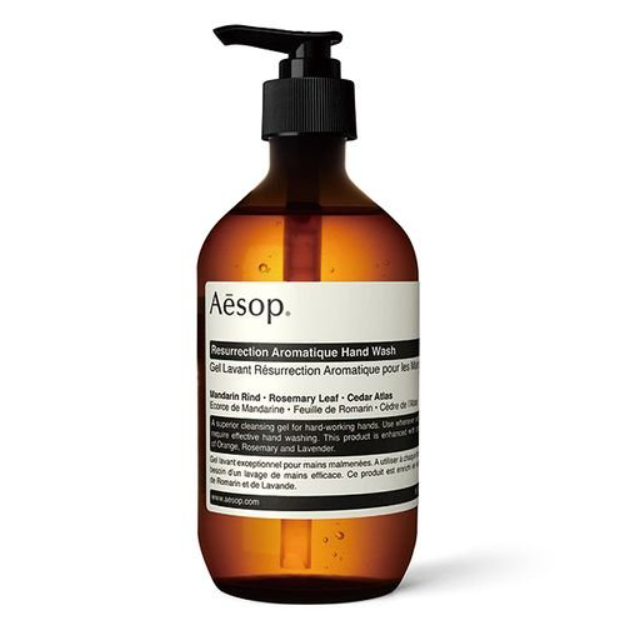 Aēsop®
Resurrection Aromatique Hand Wash
Gel Lavant Résurrection Aromatique pour les
Mandarin Rind · Rosemary Leaf · Cedar Atlas
Ecorce de Mandarine · Feuille de Romarin · Cèdre de l'Atlas
A superior cleansing gel for hard-working hands. Use whenever
require effective hand washing. This product is enhanced with
of Orange, Rosemary and Lavender.
Gel lavant exceptionnel pour mains malmenées. A utiliser à chaque
besoin d'un lavage de mains efficace. Ce produit est enrichi
de Romarin et de Lavande.
www.aesop.com